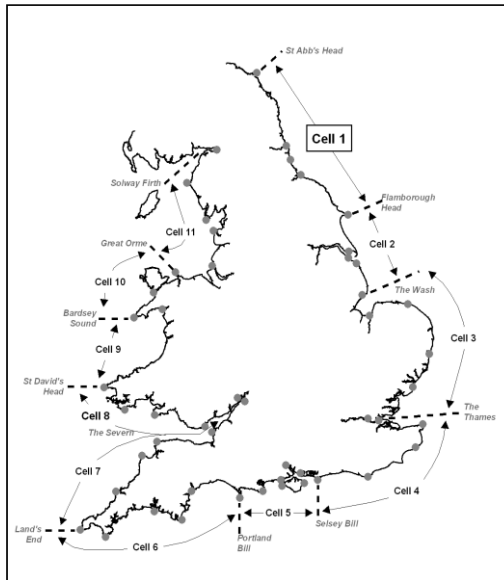 St Abb's Head
Cell 1
Solway Firth
Flamborough
Head
Great Orme
Cell 11
Cell 2
Cell 10
The Wash
Bardsey
Sound
Cell 3
Cell 9
St David's
Head
Cell 8
The Severn
The
Thames
Cell 7
Cell 4
Cell 5
Selsey Bill
Land's
End
Cell 6
Portland
Bill